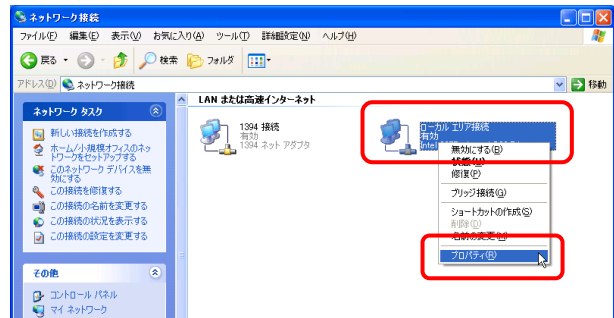 ネットワーク接続
ファイル(F) 編集(E) 表示(V) お気に入り(A) ツール(T) 詳細設定(N) ヘルプ(H)
戻る 検索 フォルダ
アドレス(D) ネットワーク接続 移動
ネットワーク タスク
新しい接続を作成する
ホーム/小規模オフィスのネットワークをセットアップする
このネットワーク デバイスを無効にする
この接続を修復する
この接続の名前を変更する
この接続の状況を表示する
この接続の設定を変更する
その他
コントロール パネル
マイ ネットワーク
LAN または高速インターネット
1394 接続
有効
1394 ネット アダプタ
ローカル エリア接続
有効
Intel
無効にする(B)
状態(U)
修復(P)
ブリッジ接続(G)
ショートカットの作成(S)
削除(D)
名前の変更(M)
プロパティ(R)